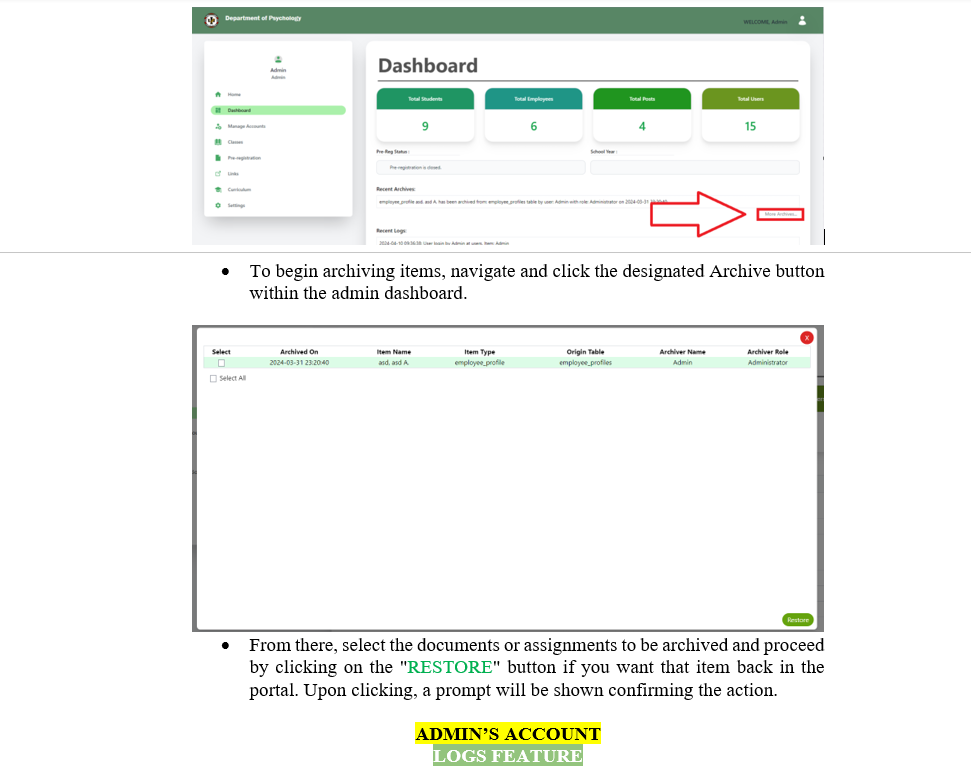 Department of Psychology
WELCOME, Admin
Admin
Admin
Home
Dashboard
Manage Accounts
Classes
Pre-registration
Links
Curriculum
Settings
Dashboard
Total Students Total Employees Total Posts Total Users
9 6 4 15
Pre Reg Status : School Year :
Pre-registration is closed.
Recent Archives:
employee_profile asd, asd A. has been archived from employee_profiles table by user: Admin with role: Administrator on 2024-03-31
More Archives..
Recent Logs:
2024-04-10 09:36:38: User login by Admin at users. Item: Admin
• To begin archiving items, navigate and click the designated Archive button
within the admin dashboard.
X
Select Archived On Item Name Item Type Origin Table Archiver Name Archiver Role
2024-03-31 23:20:40 asd, asd A. employee_profile employee_profiles Admin Administrator
Select All
Restore
• From there, select the documents or assignments to be archived and proceed
by clicking on the "RESTORE" button if you want that item back in the
portal. Upon clicking, a prompt will be shown confirming the action.
ADMIN’S ACCOUNT
LOGS FEATURE